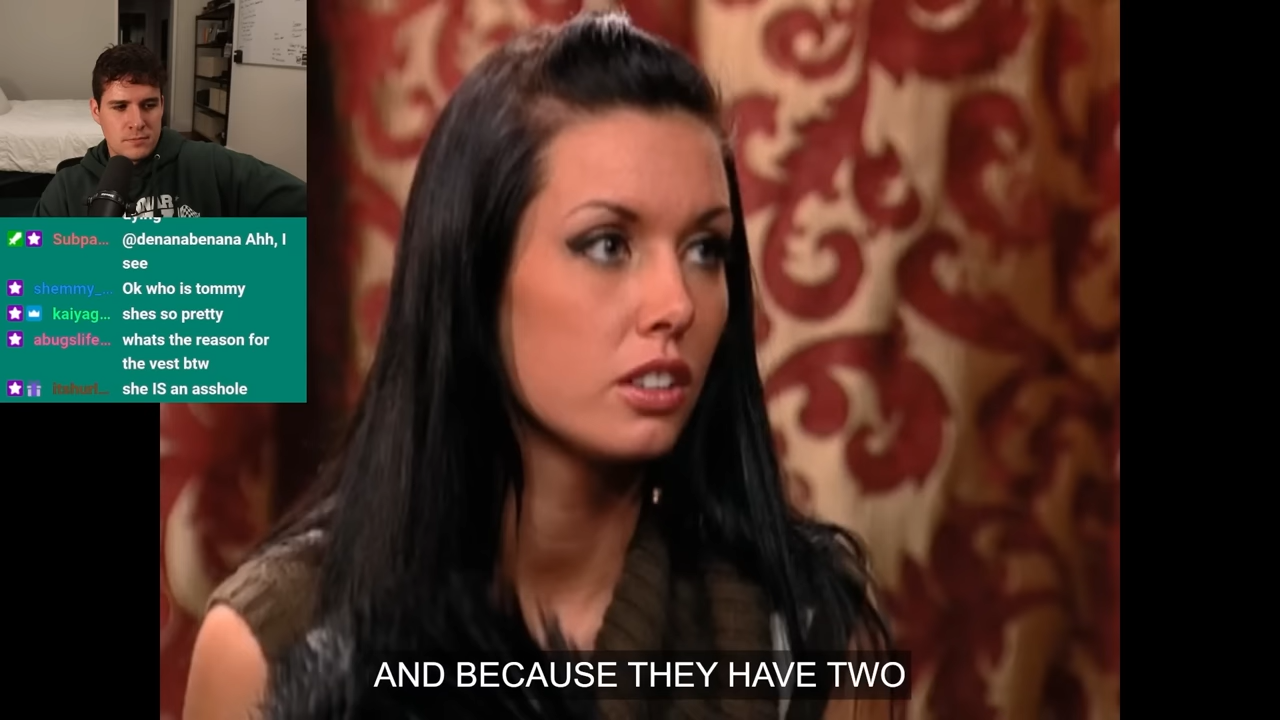 Subpa... @denanabenana Ahh, I
see
shemmy_... Ok who is tommy
kaiyag... shes so pretty
abugslife... whats the reason for
the vest btw
she IS an asshole
AND BECAUSE THEY HAVE TWO